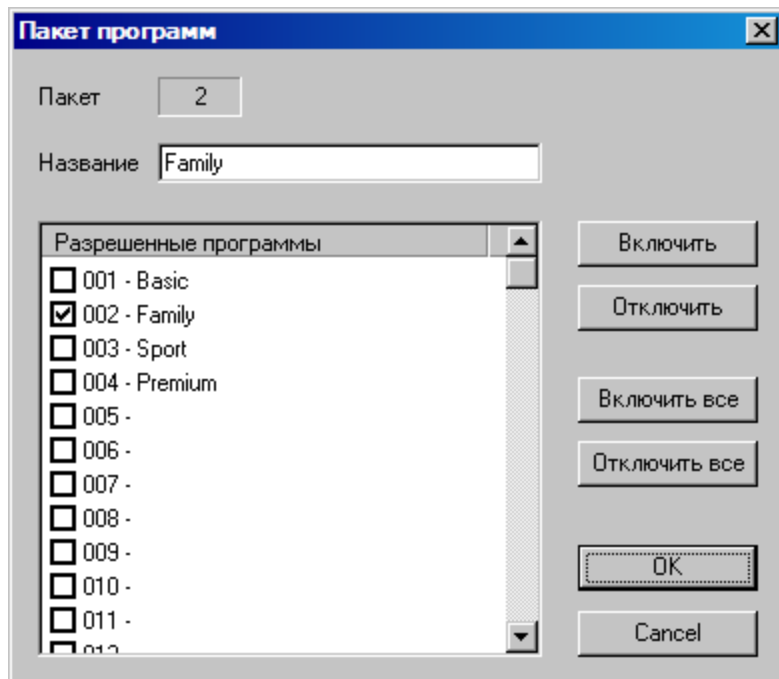 Пакет программ
Пакет 2
Название Family
Разрешенные программы
001 - Basic
002 - Family
003 - Sport
004 - Premium
005 -
006 -
007 -
008 -
009 -
010 -
011 -
012
Включить
Отключить
Включить все
Отключить все
OK
Cancel